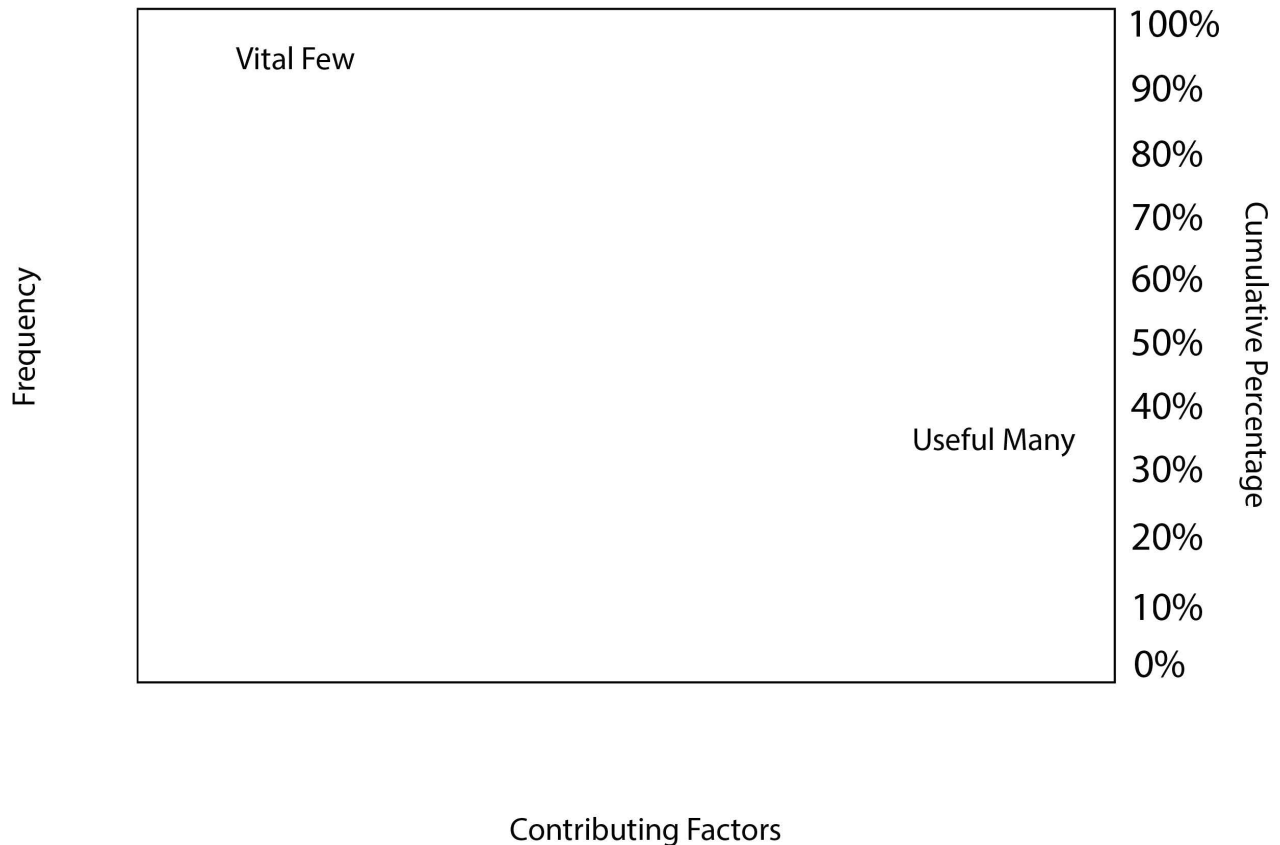 100%
Vital Few
90%
80%
70%
60%
50%
40%
30%
20%
10%
0%
Frequency
Cumulative Percentage
Useful Many
Contributing Factors